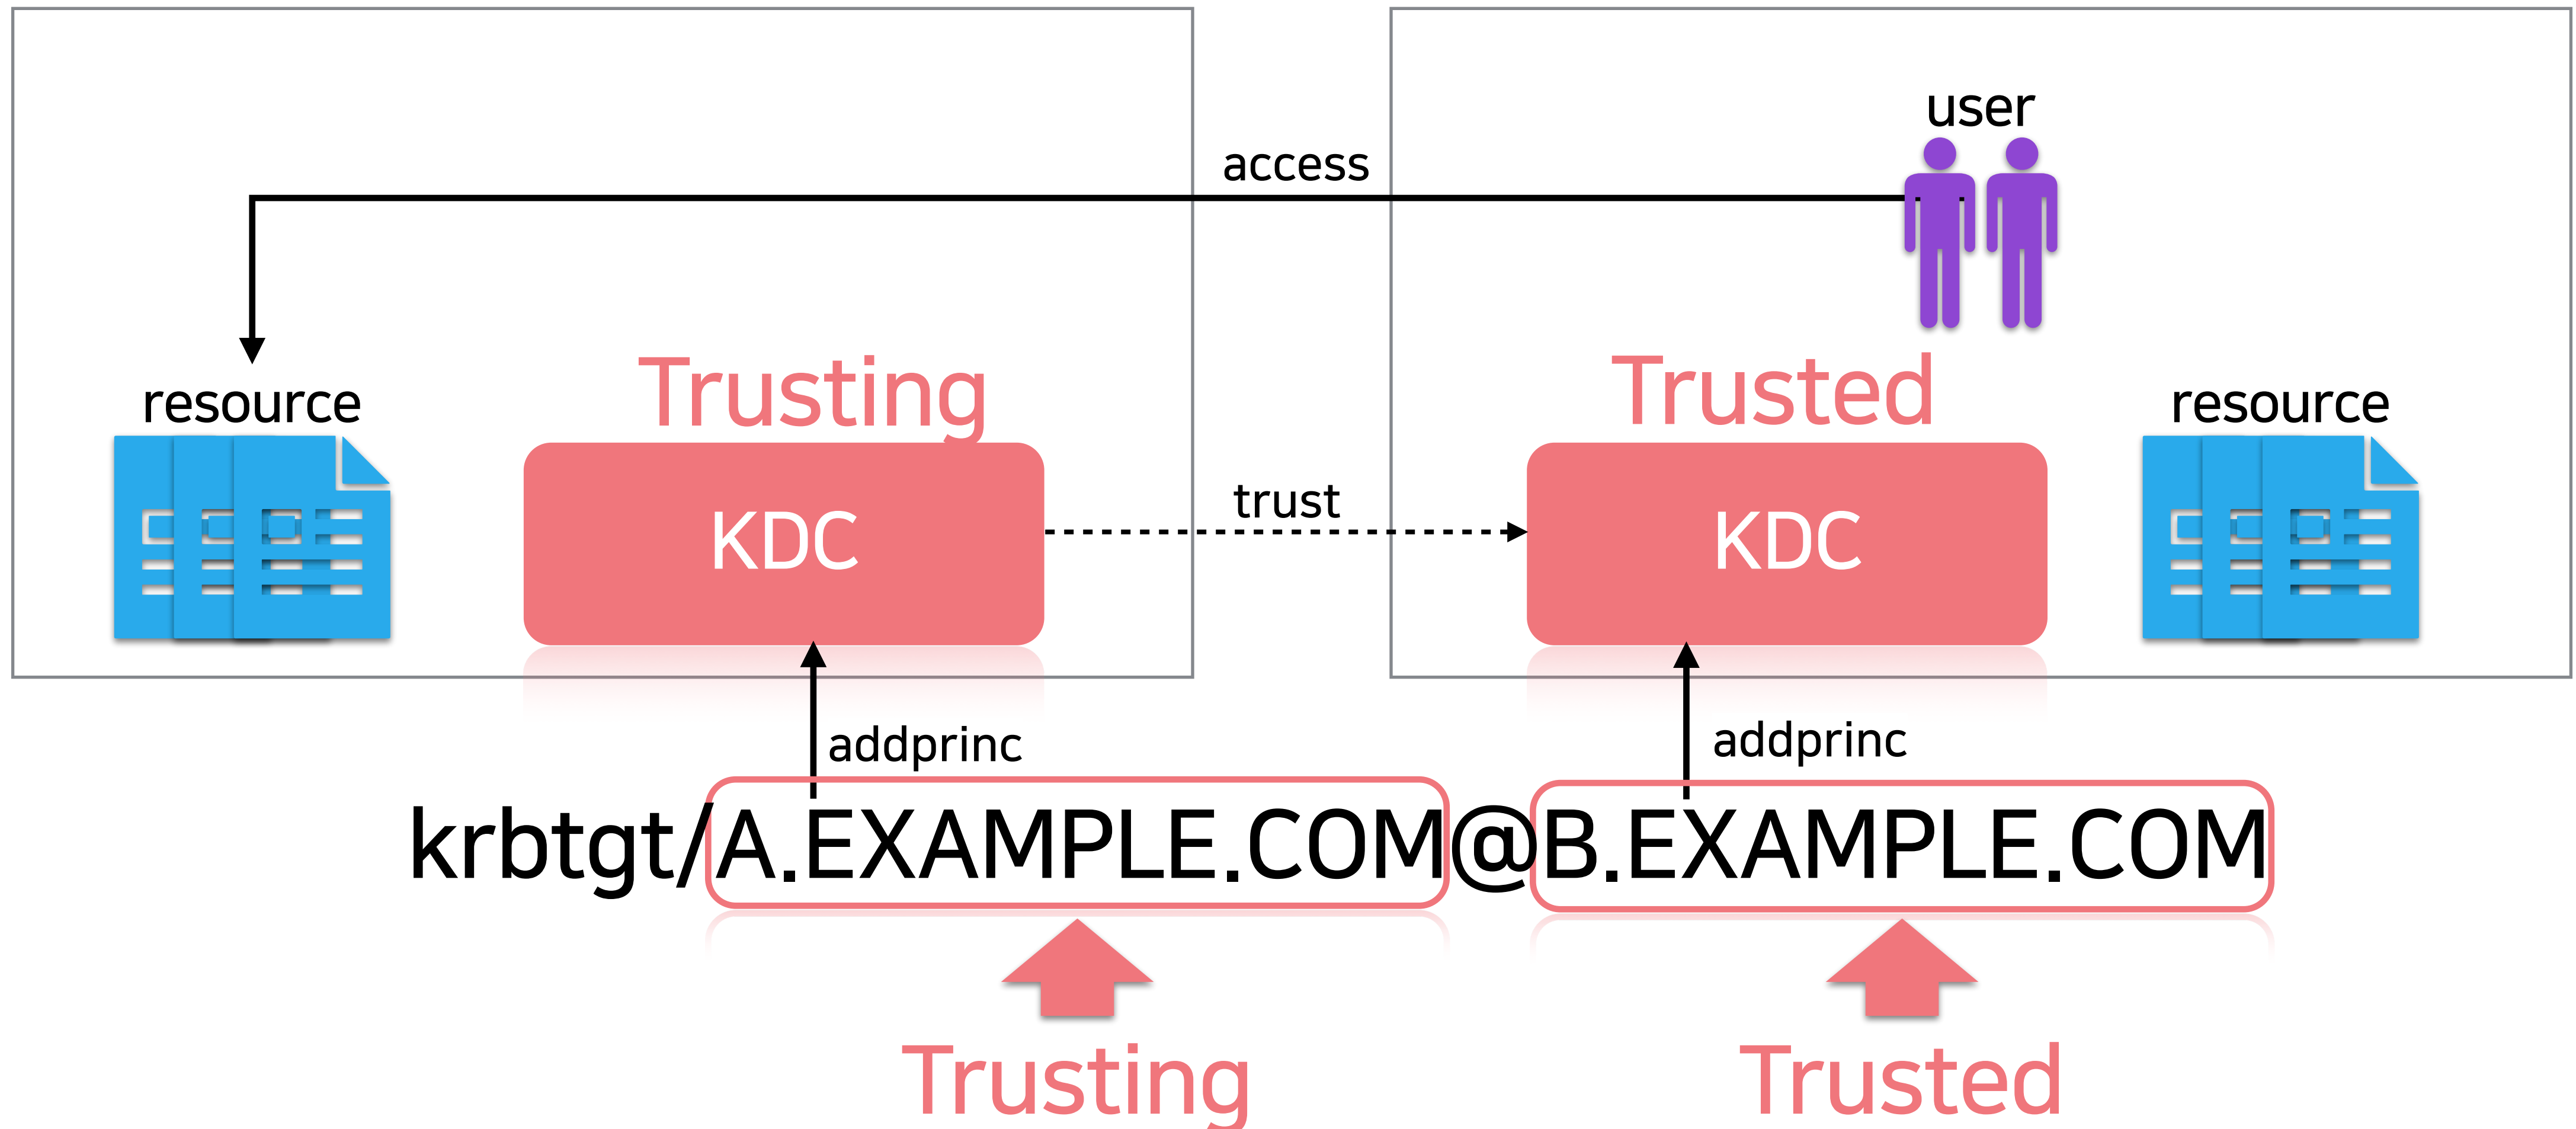 user
access
Trusting
Trusted
resource
resource
KDC
trust
KDC
addprinc
addprinc
krbtgt/A.EXAMPLE.COM@B.EXAMPLE.COM
Trusting
Trusted